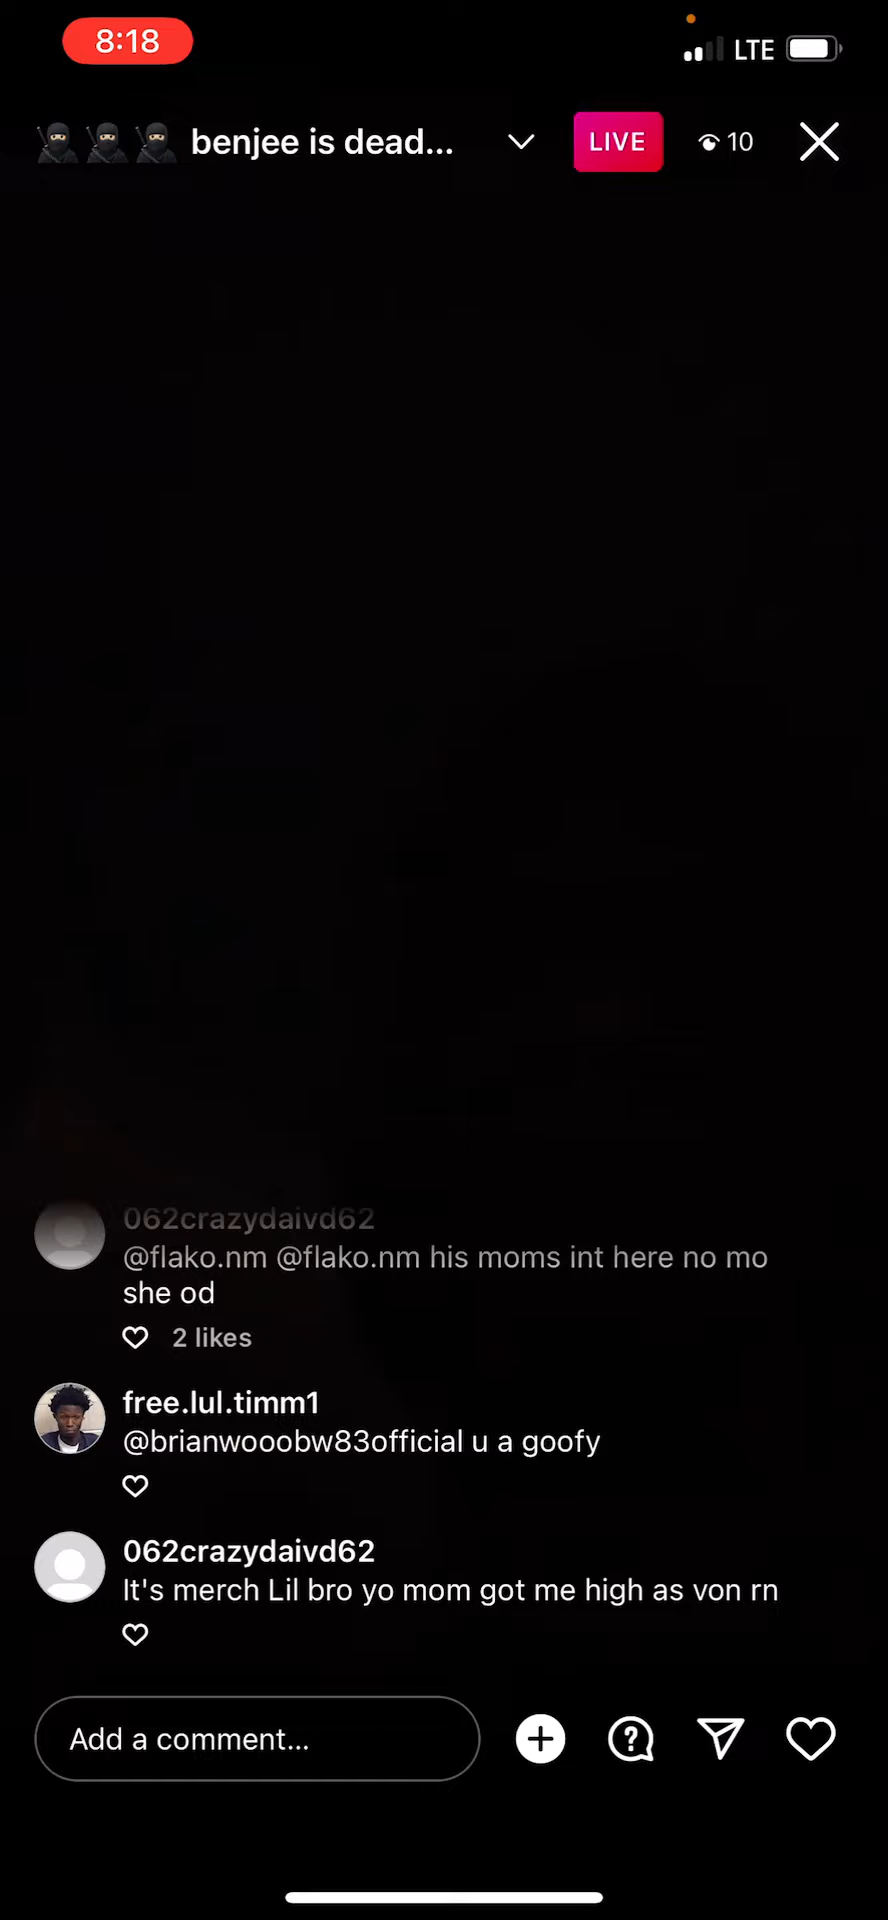 8:18
LTE
benjee is dead...
LIVE
10
062crazydaivd62
@flako.nm @flako.nm his moms int here no mo
she od
2 likes
free.lul.timm1
@brianwooobw83official u a goofy
062crazydaivd62
It's merch Lil bro yo mom got me high as von rn
Add a comment...